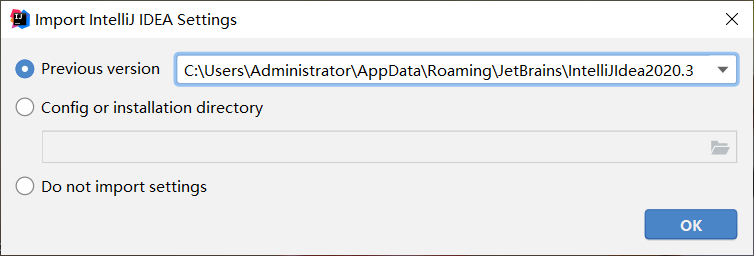 Import IntelliJ IDEA Settings
Previous version C:\Users\Administrator\AppData\Roaming\JetBrains\IntelliJIdea2020.3
Config or installation directory
Do not import settings
OK